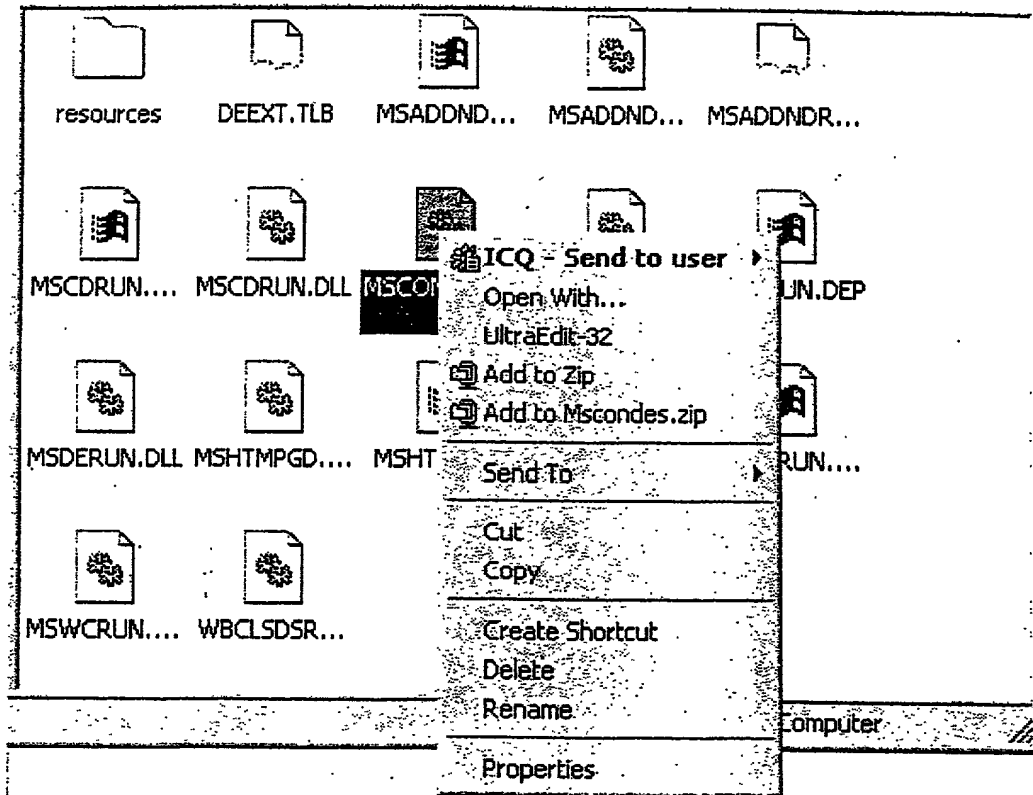 resources
DEEXT.TLB
MSADDND...
MSADDND...
MSADDNDR...
MSCDRUN....
MSCDRUN.DLL
MSCO
UN.DEP
MSDERUN.DLL
MSHTMPGD....
MSHT
RUN....
MSWCRUN....
WBCLSDSR...
ICQ - Send to user
Open With...
UltraEdit-32
Add to Zip
Add to Mscondes.zip
Send To
Cut
Copy
Create Shortcut
Delete
Rename
Properties
Computer